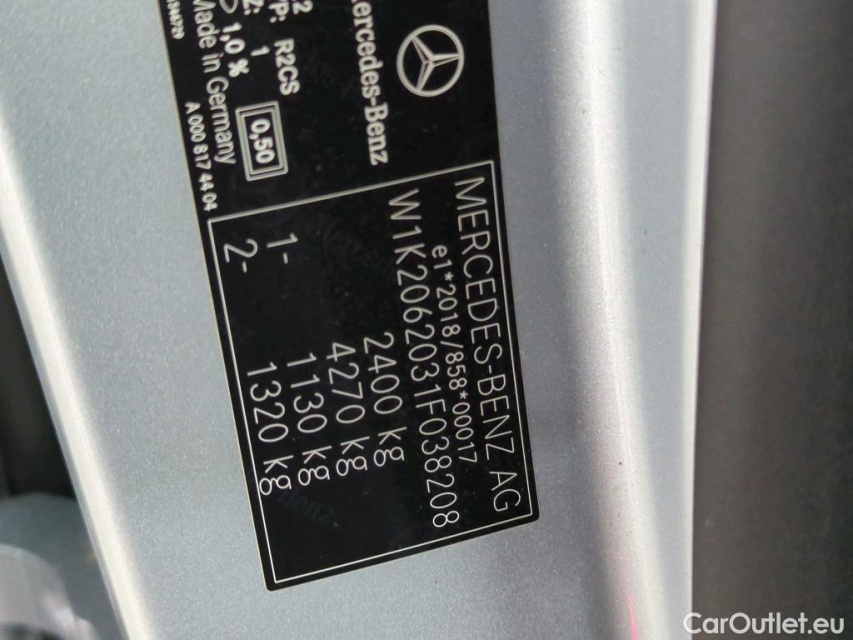 MERCEDES-BENZ AG
e1*2018/858*00017
W1K2062031F038208
2400 kg
4270 kg
1- 1130 kg
2- 1320 kg
Mercedes-Benz
R2CS
1
0,50
1,0 %
Made in Germany
A 000 817 44 04
CarOutlet.eu